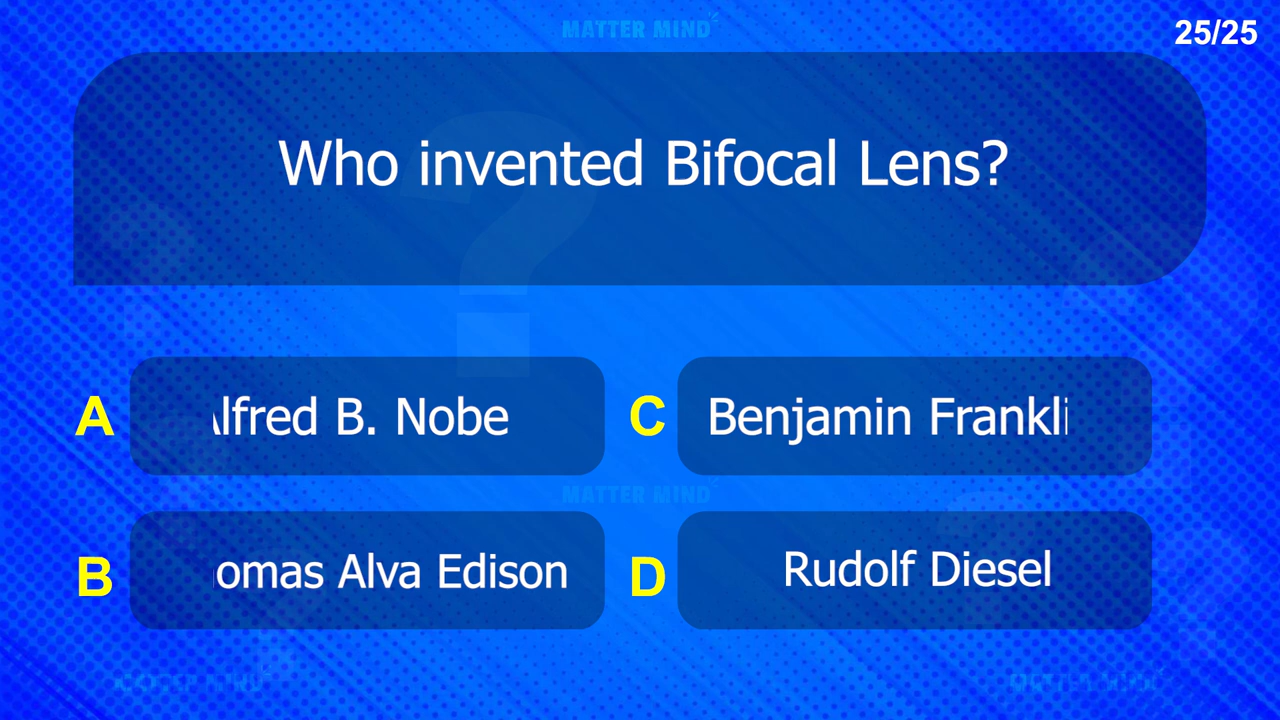 MATTER MIND
25/25
Who invented Bifocal Lens?
A
lfred B. Nobe
C
Benjamin Frankli
MATTER MIND
B
omas Alva Edison
D
Rudolf Diesel